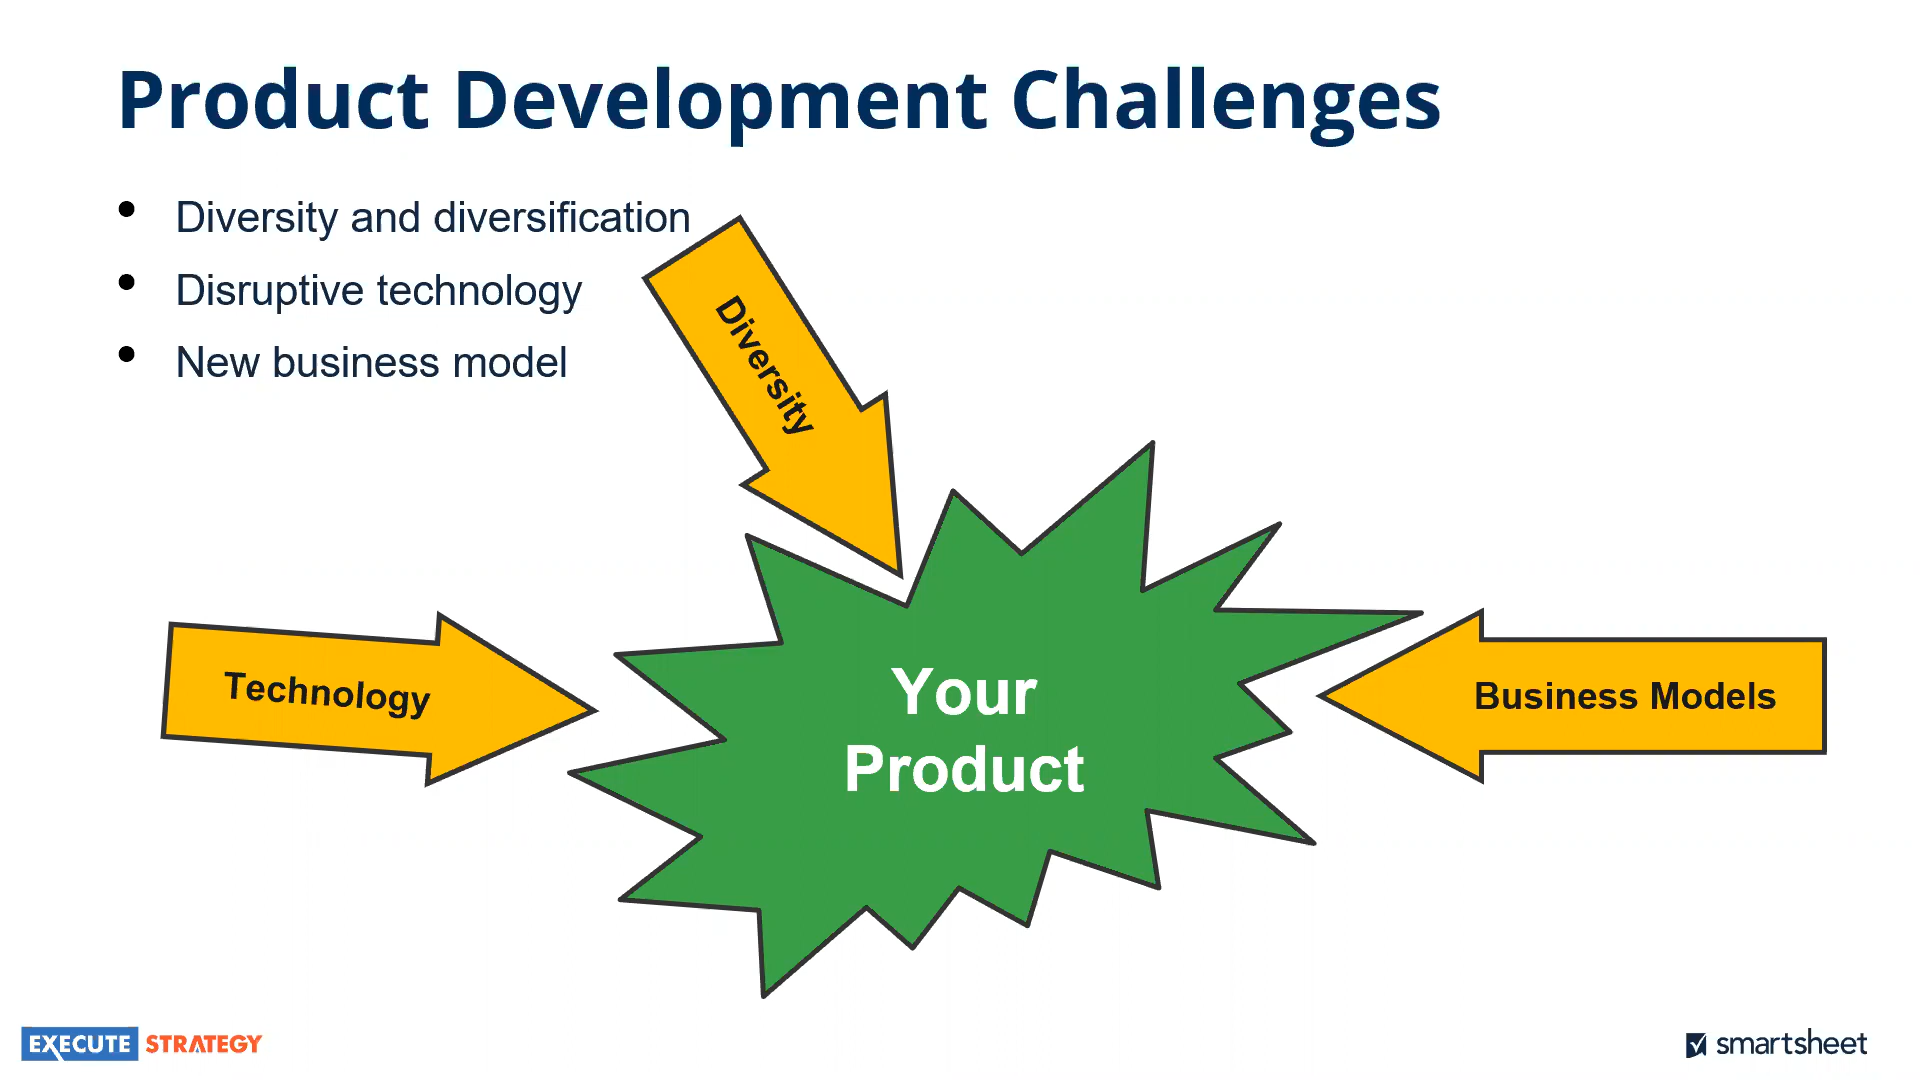 Product Development Challenges
• Diversity and diversification
• Disruptive technology
• New business model
Diversity
Technology
Your
Product
Business Models
EXECUTE STRATEGY
smartsheet